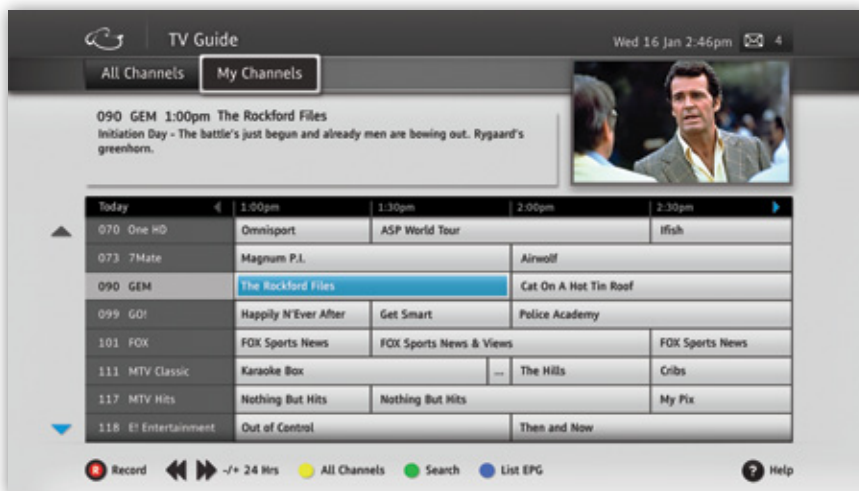 TV Guide
Wed 16 Jan 2:46pm 4
All Channels My Channels
090 GEM 1:00pm The Rockford Files
Initiation Day - The battle's just begun and already men are bowing out. Rygaard's
greenhorn.
Today 1:00pm 1:30pm 2:00pm 2:30pm
070 One HD Omnisport ASP World Tour Ifish
073 7Mate Magnum P.I. Airwolf
090 GEM The Rockford Files Cat On A Hot Tin Roof
099 GO! Happily N'Ever After Get Smart Police Academy
101 FOX FOX Sports News FOX Sports News & Views FOX Sports News
111 MTV Classic Karaoke Box ... The Hills Cribs
117 MTV Hits Nothing But Hits Nothing But Hits My Pix
118 E! Entertainment Out of Control Then and Now
R Record -/+ 24 Hrs All Channels Search List EPG ? Help